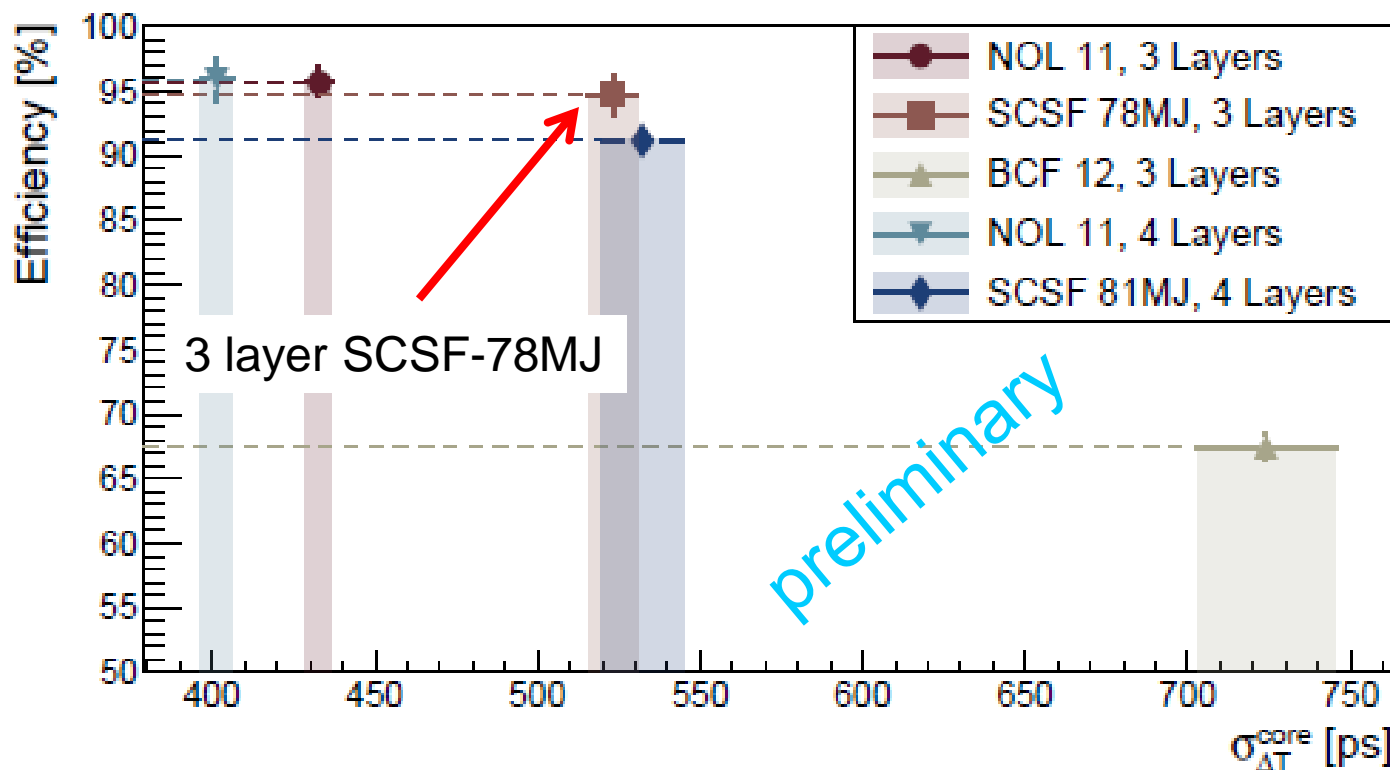 Efficiency [%]
100
95
90
85
80
75
70
65
60
55
50
400
450
500
550
600
650
700
750
σ_ΔT^core [ps]
NOL 11, 3 Layers
SCSF 78MJ, 3 Layers
BCF 12, 3 Layers
NOL 11, 4 Layers
SCSF 81MJ, 4 Layers
3 layer SCSF-78MJ
preliminary